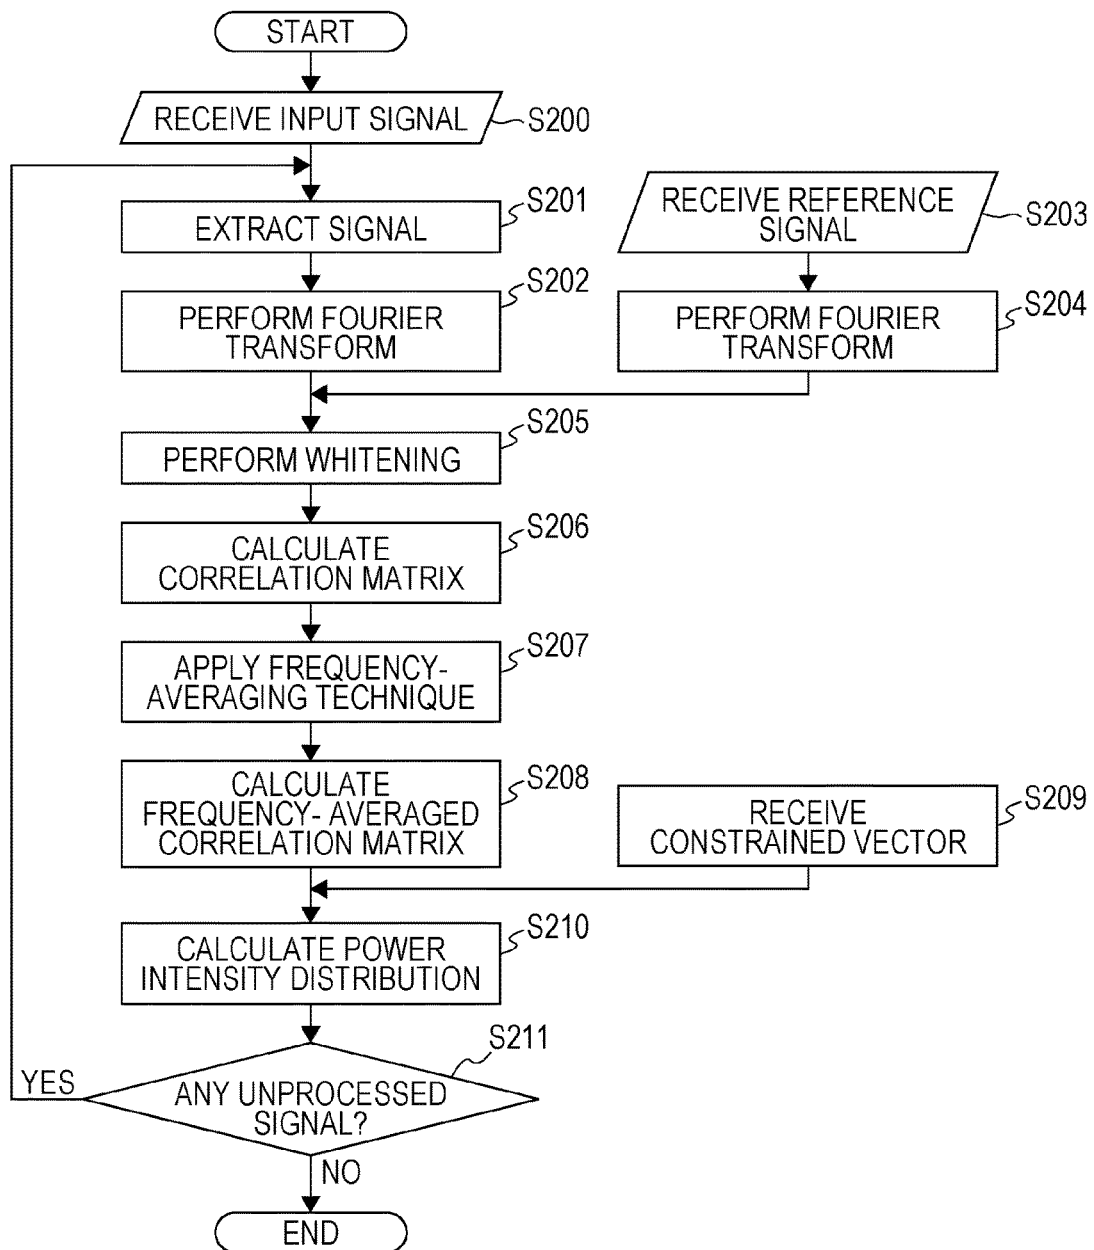 START
RECEIVE INPUT SIGNAL
S200
EXTRACT SIGNAL
S201
RECEIVE REFERENCE
SIGNAL
S203
PERFORM FOURIER
TRANSFORM
S202
PERFORM FOURIER
TRANSFORM
S204
PERFORM WHITENING
S205
CALCULATE
CORRELATION MATRIX
S206
APPLY FREQUENCY-
AVERAGING TECHNIQUE
S207
CALCULATE
FREQUENCY- AVERAGED
CORRELATION MATRIX
S208
RECEIVE
CONSTRAINED VECTOR
S209
CALCULATE POWER
INTENSITY DISTRIBUTION
S210
ANY UNPROCESSED
SIGNAL?
S211
YES
NO
END